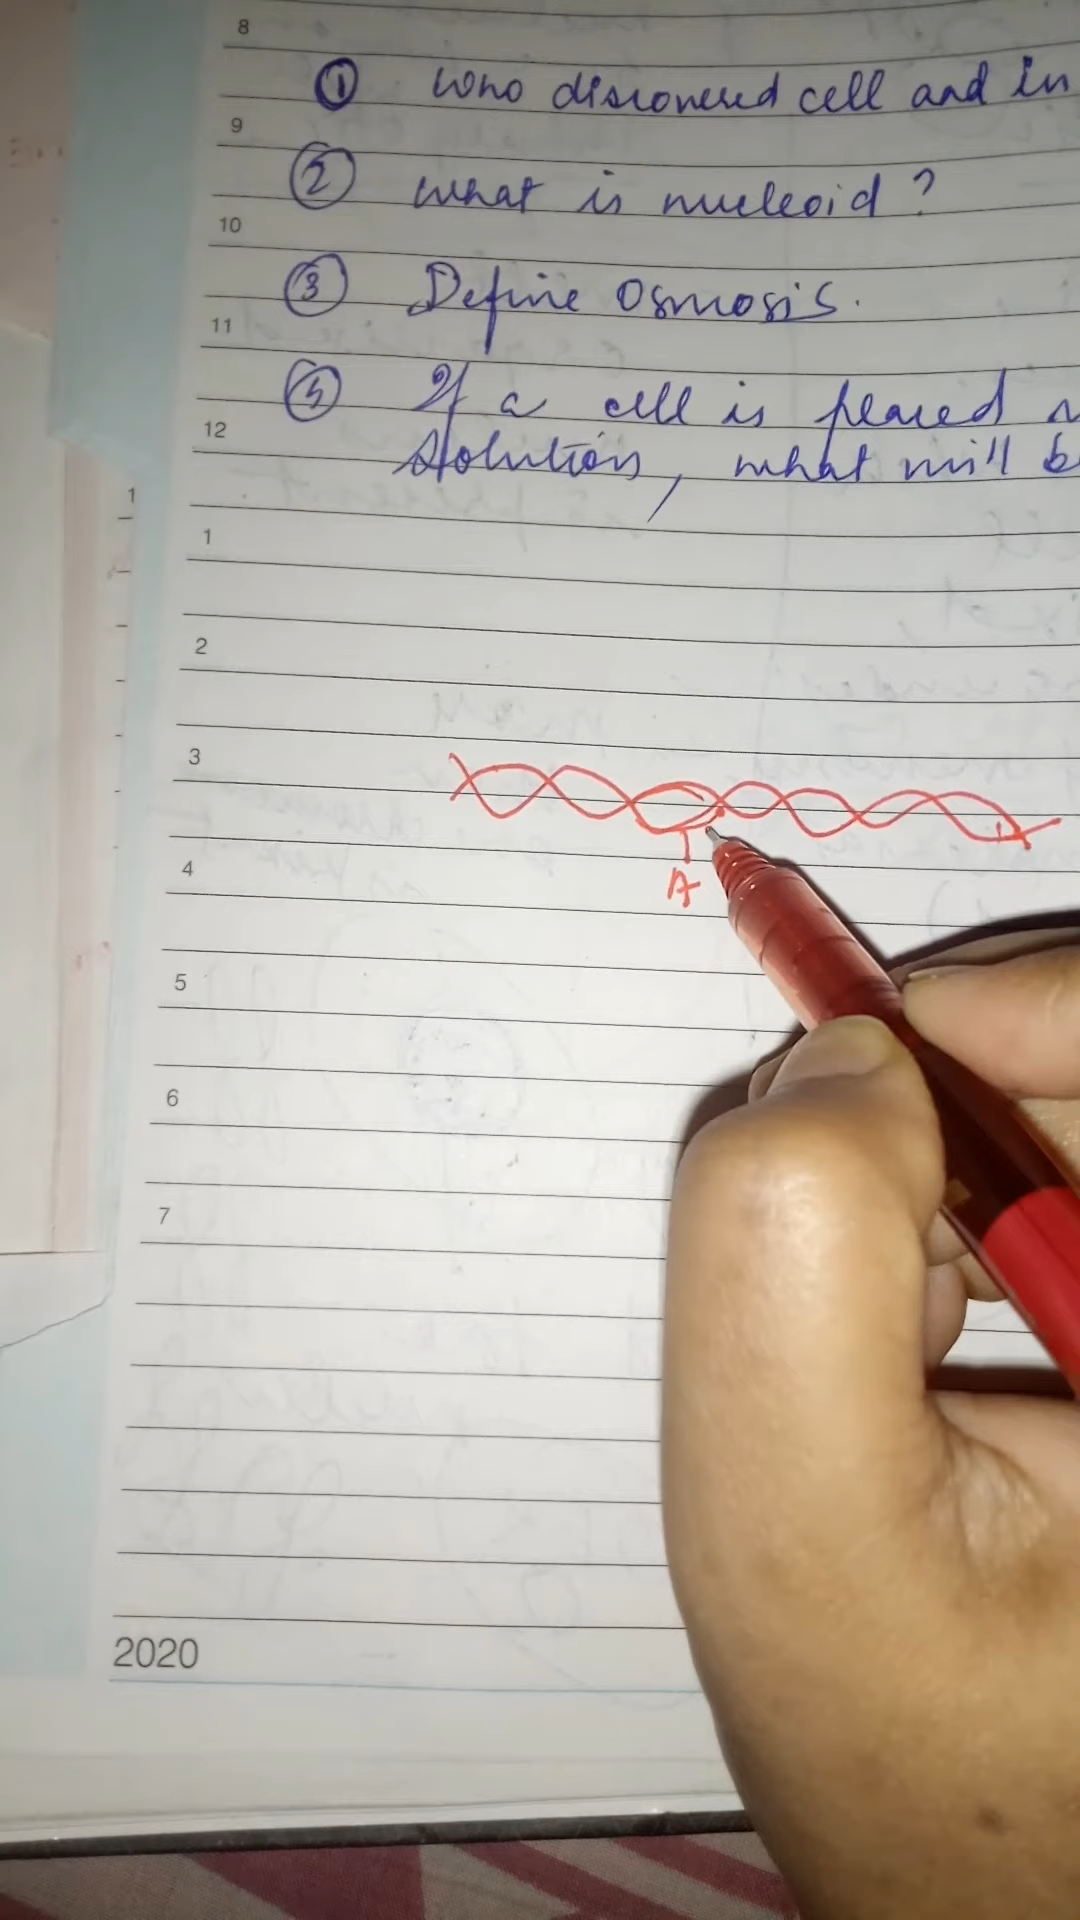 8
① Who discovered cell and in
9
② What is nucleoid ?
10
③ Define Osmosis.
11
④ If a cell is placed
12
solution, what will be
1
1
2
3
4
A
5
6
7
2020